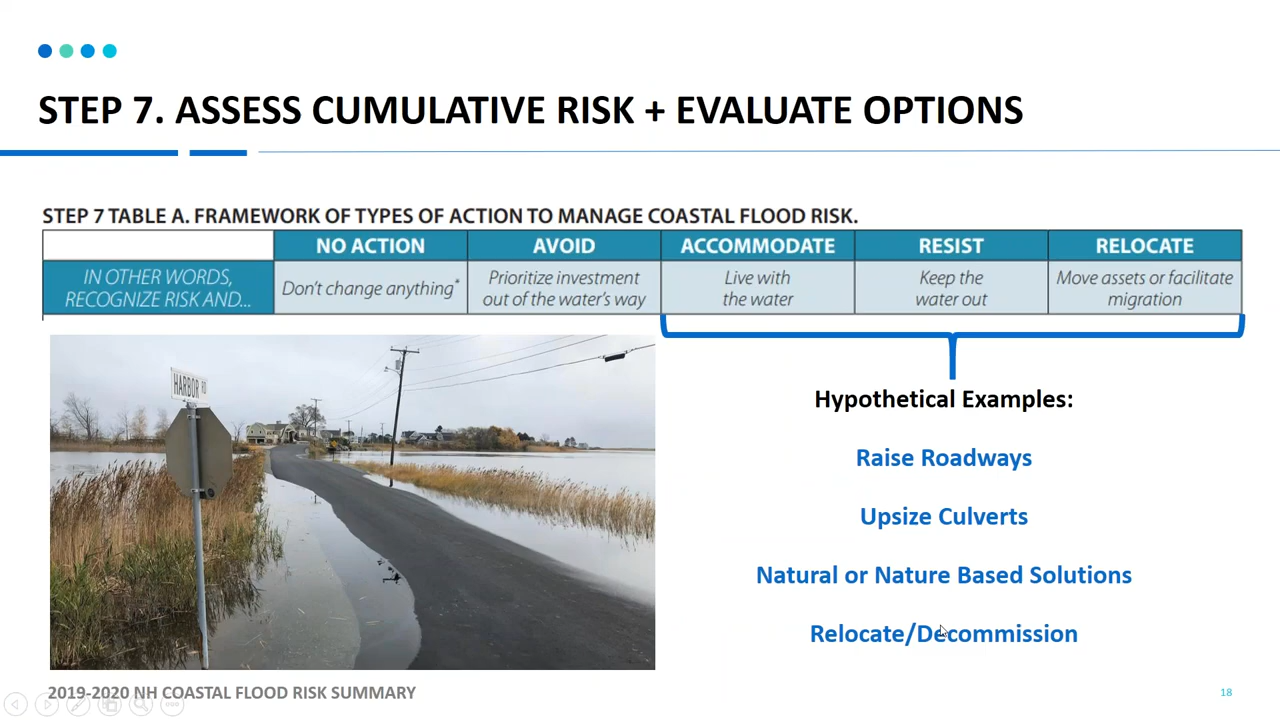 STEP 7. ASSESS CUMULATIVE RISK + EVALUATE OPTIONS
STEP 7 TABLE A. FRAMEWORK OF TYPES OF ACTION TO MANAGE COASTAL FLOOD RISK.
NO ACTION
AVOID
ACCOMMODATE
RESIST
RELOCATE
IN OTHER WORDS,
RECOGNIZE RISK AND...
Don't change anything*
Prioritize investment
out of the water's way
Live with
the water
Keep the
water out
Move assets or facilitate
migration
HARBOR RD
Hypothetical Examples:
Raise Roadways
Upsize Culverts
Natural or Nature Based Solutions
Relocate/Decommission
2019-2020 NH COASTAL FLOOD RISK SUMMARY
18